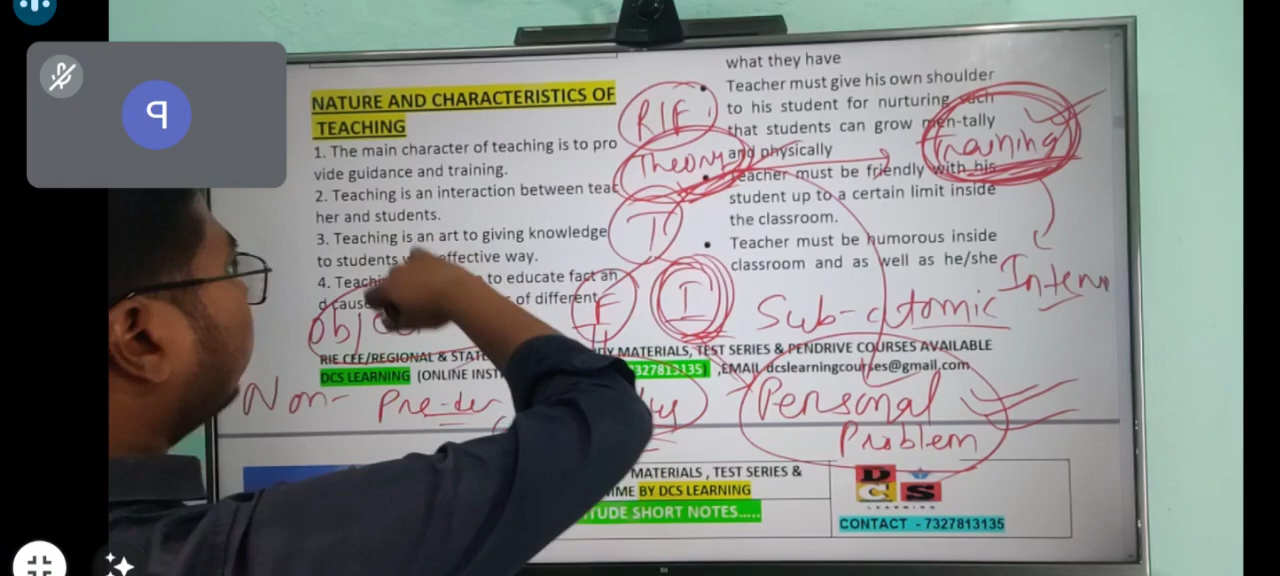 NATURE AND CHARACTERISTICS OF
TEACHING
1. The main character of teaching is to pro
vide guidance and training.
2. Teaching is an interaction between teac
her and students.
3. Teaching is an art to giving knowledge
to students effective way.
to educate fact an
d cause of different
RIE CEE/REGIONAL &
DCS LEARNING (ONLINE
what they have
Teacher must give his own shoulder
to his student for nurturing such
that students can grow men-tally
and physically
Teacher must be friendly with his
student up to a certain limit inside
the classroom.
Teacher must be humorous inside
classroom and as well as he/she
MATERIALS, TEST SERIES & PENDRIVE COURSES AVAILABLE
7327813135) ,EMAIL dcslearningcourses@gmail.com
Theory
Training
T
F
I
Sub-atomic
Non-
Personal
Problem
MATERIALS , TEST SERIES &
BY DCS LEARNING
SHORT NOTES.....
D
C S
LEARNING
CONTACT - 7327813135
q